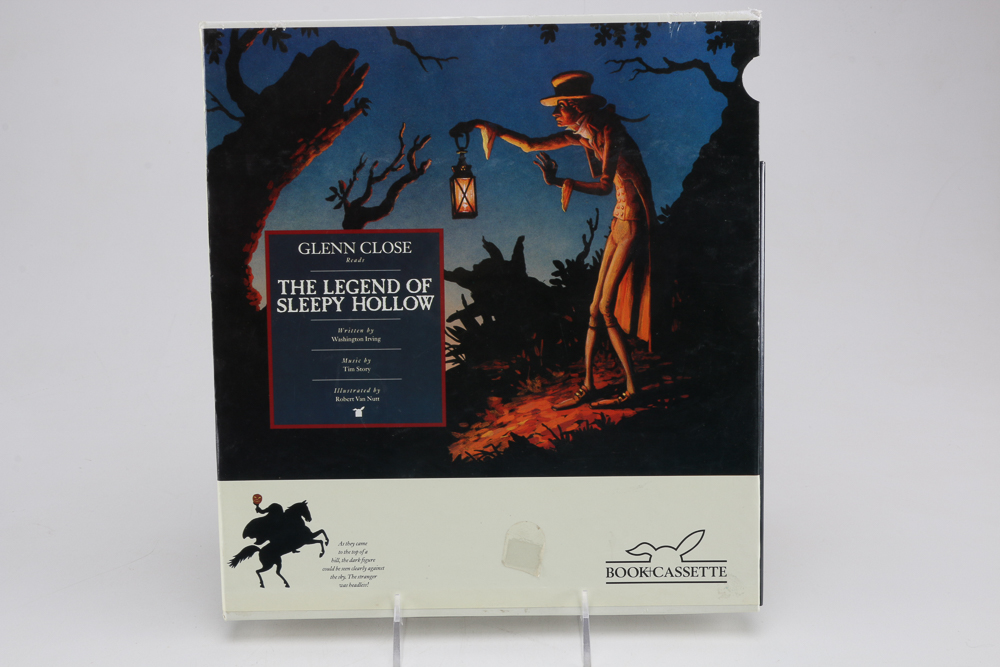 GLENN CLOSE
Reads
THE LEGEND OF
SLEEPY HOLLOW
Written by
Washington Irving
Music by
Tim Story
Illustrated by
Robert Van Nutt
As they came
to the top of a
hill, the dark figure
could be seen clearly against
the sky. The stranger
was headless!
BOOK+CASSETTE